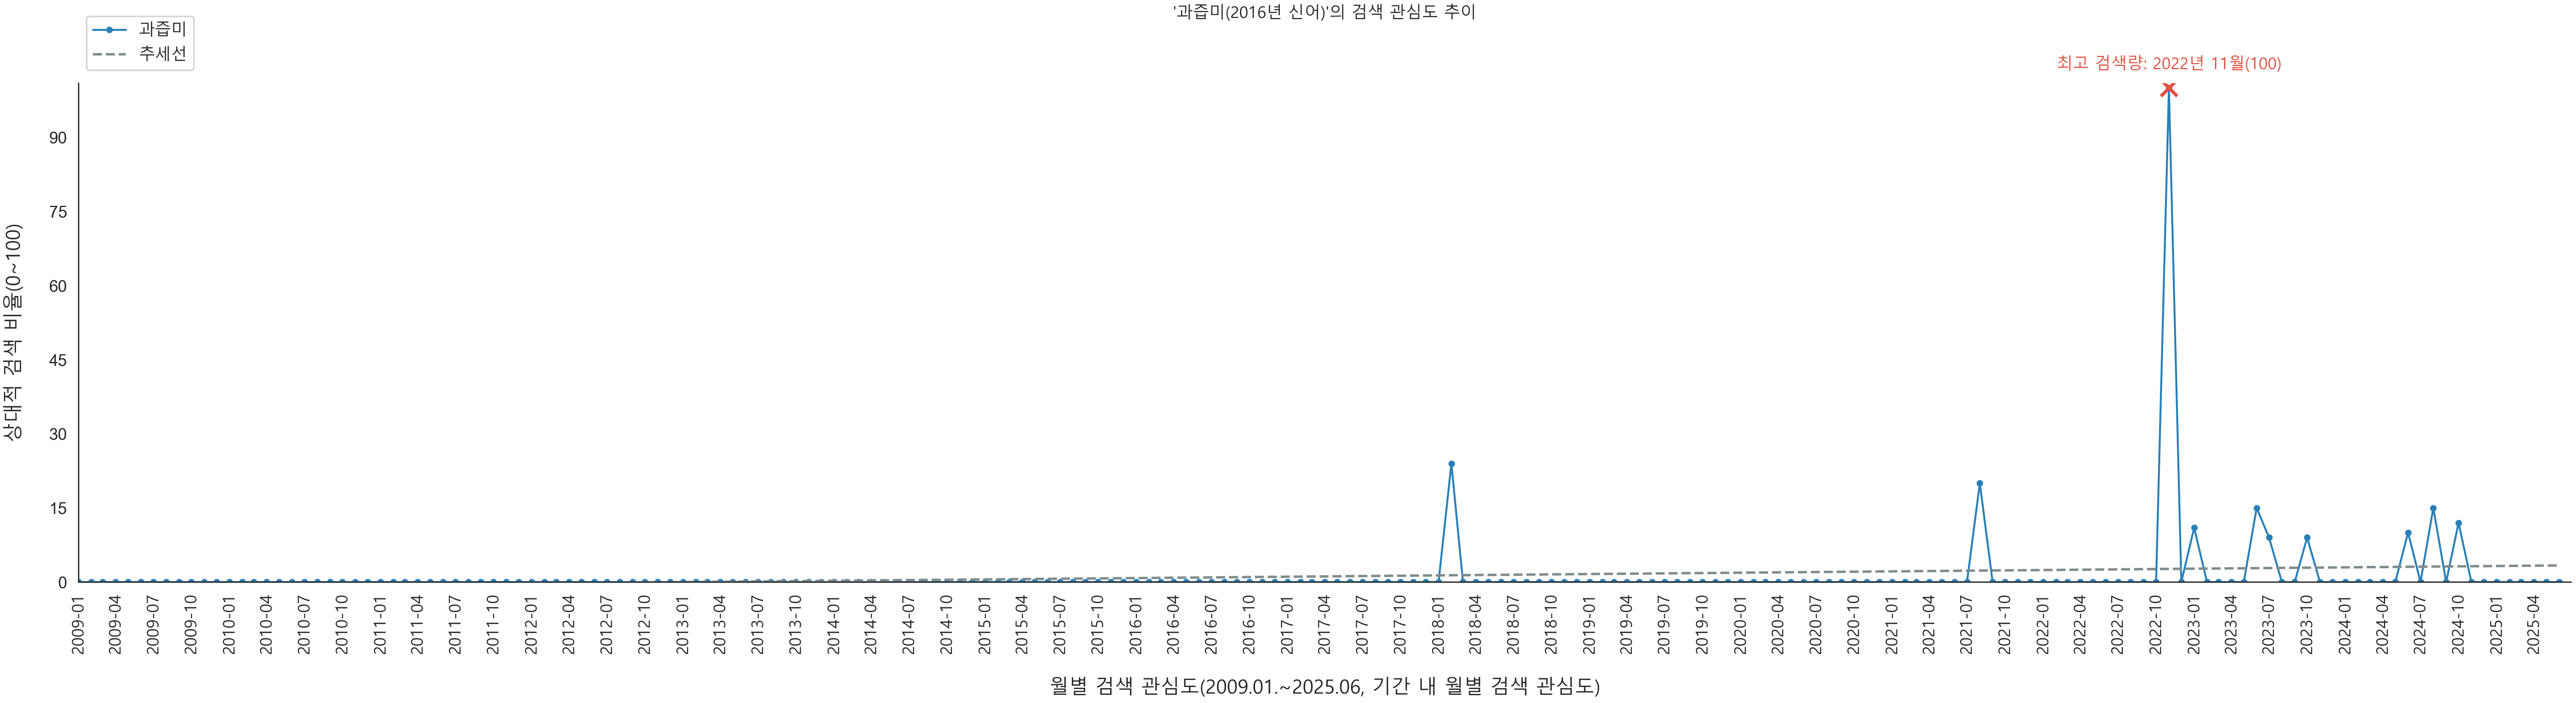 '과즙미(2016년 신어)'의 검색 관심도 추이
과즙미
추세선
최고 검색량: 2022년 11월(100)
상대적 검색 비율(0~100)
90
75
60
45
30
15
0
2009-01 2009-04 2009-07 2009-10 2010-01 2010-04 2010-07 2010-10 2011-01 2011-04 2011-07 2011-10 2012-01 2012-04 2012-07 2012-10 2013-01 2013-04 2013-07 2013-10 2014-01 2014-04 2014-07 2014-10 2015-01 2015-04 2015-07 2015-10 2016-01 2016-04 2016-07 2016-10 2017-01 2017-04 2017-07 2017-10 2018-01 2018-04 2018-07 2018-10 2019-01 2019-04 2019-07 2019-10 2020-01 2020-04 2020-07 2020-10 2021-01 2021-04 2021-07 2021-10 2022-01 2022-04 2022-07 2022-10 2023-01 2023-04 2023-07 2023-10 2024-01 2024-04 2024-07 2024-10 2025-01 2025-04
월별 검색 관심도(2009.01.~2025.06, 기간 내 월별 검색 관심도)